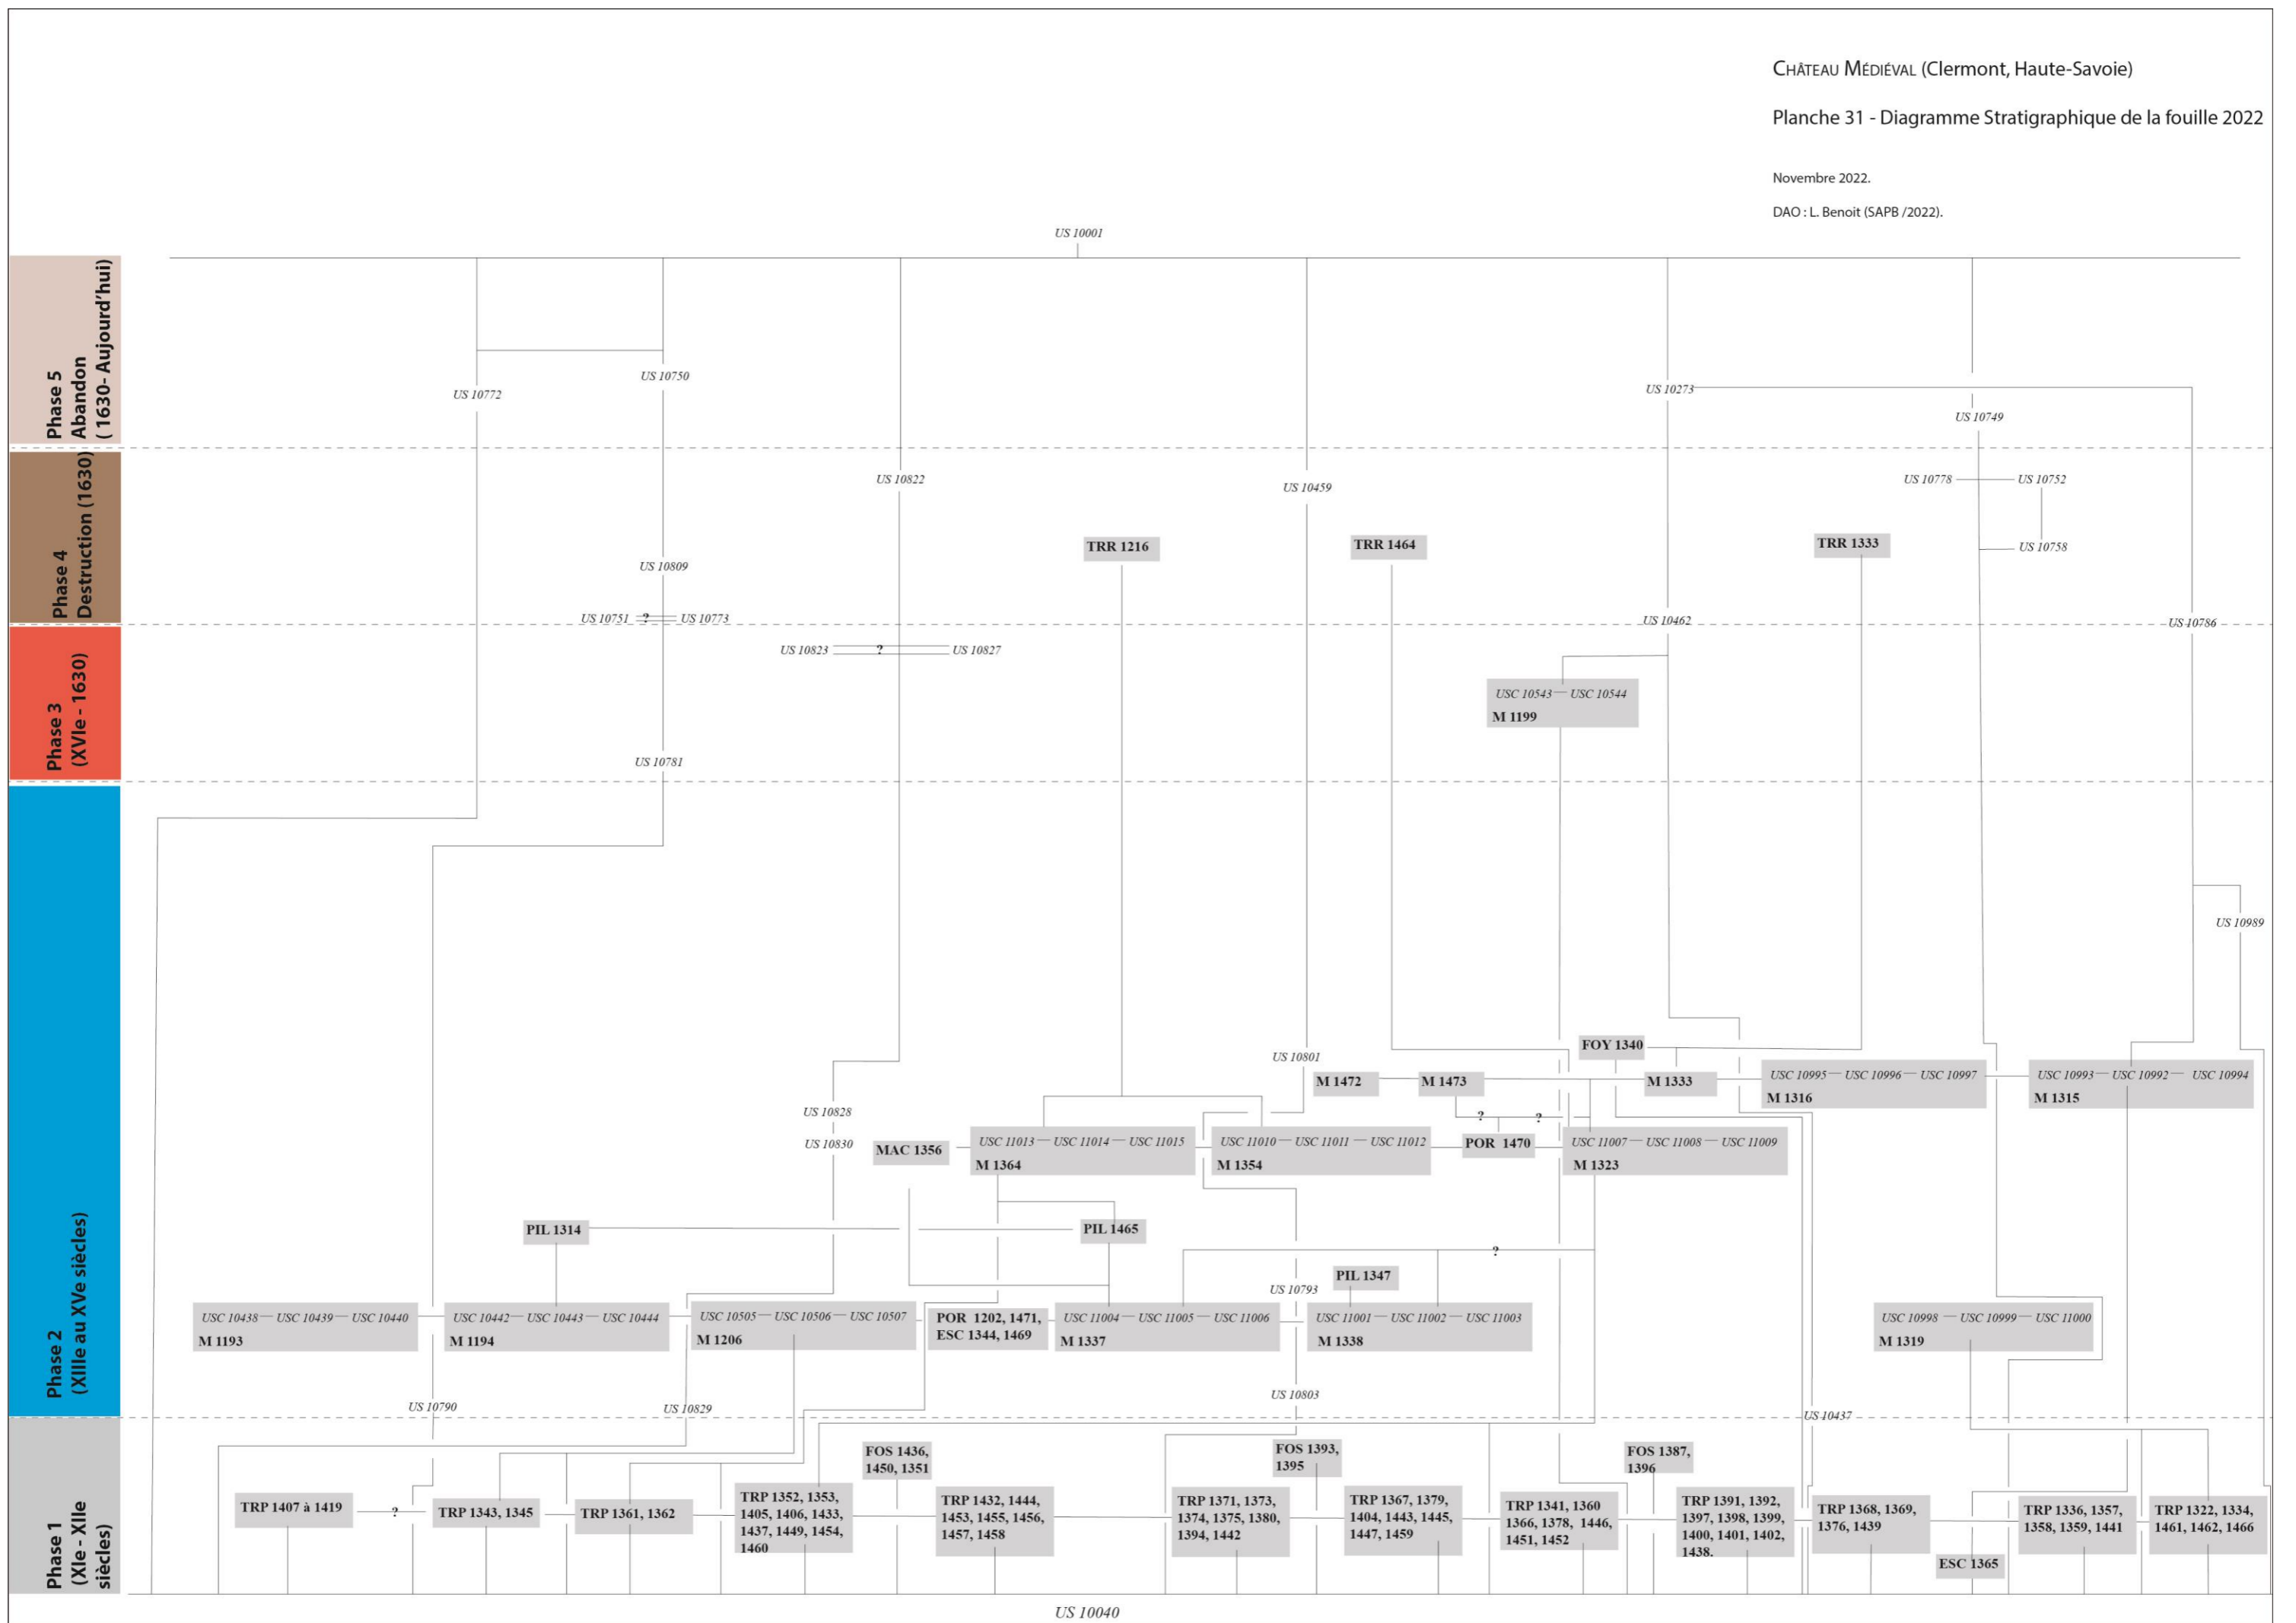 CHÂTEAU MÉDIÉVAL (Clermont, Haute-Savoie)
Planche 31 - Diagramme Stratigraphique de la fouille 2022
Novembre 2022.
DAO : L. Benoit (SAPB /2022).
US 10001
Phase 5
Abandon
( 1630- Aujourd'hui)
US 10750
US 10772
US 10273
US 10749
Phase 4
Destruction (1630)
US 10822
US 10459
US 10778
US 10752
TRR 1216
TRR 1464
TRR 1333
US 10758
US 10809
US 10751 ? US 10773
US 10462
US 10786
Phase 3
(XVIe - 1630)
US 10823 ? US 10827
USC 10543 — USC 10544
M 1199
US 10781
Phase 2
(XIIIe au XVe siècles)
US 10989
FOY 1340
US 10801
M 1472
M 1473
M 1333
USC 10995 — USC 10996 — USC 10997
M 1316
USC 10993 — USC 10992 — USC 10994
M 1315
US 10828
? ?
US 10830
MAC 1356
USC 11013 — USC 11014 — USC 11015
M 1364
USC 11010 — USC 11011 — USC 11012
M 1354
POR 1470
USC 11007 — USC 11008 — USC 11009
M 1323
PIL 1314
PIL 1465
?
PIL 1347
US 10793
USC 10438 — USC 10439 — USC 10440
M 1193
USC 10442 — USC 10443 — USC 10444
M 1194
USC 10505 — USC 10506 — USC 10507
M 1206
POR 1202, 1471,
ESC 1344, 1469
USC 11004 — USC 11005 — USC 11006
M 1337
USC 11001 — USC 11002 — USC 11003
M 1338
USC 10998 — USC 10999 — USC 11000
M 1319
US 10803
US 10790
US 10829
US 10437
Phase 1
(XIe - XIIe
siècles)
FOS 1436,
1450, 1351
FOS 1393,
1395
FOS 1387,
1396
TRP 1407 à 1419
?
TRP 1343, 1345
TRP 1361, 1362
TRP 1352, 1353,
1405, 1406, 1433,
1437, 1449, 1454,
1460
TRP 1432, 1444,
1453, 1455, 1456,
1457, 1458
TRP 1371, 1373,
1374, 1375, 1380,
1394, 1442
TRP 1367, 1379,
1404, 1443, 1445,
1447, 1459
TRP 1341, 1360
1366, 1378, 1446,
1451, 1452
TRP 1391, 1392,
1397, 1398, 1399,
1400, 1401, 1402,
1438.
TRP 1368, 1369,
1376, 1439
ESC 1365
TRP 1336, 1357,
1358, 1359, 1441
TRP 1322, 1334,
1461, 1462, 1466
US 10040